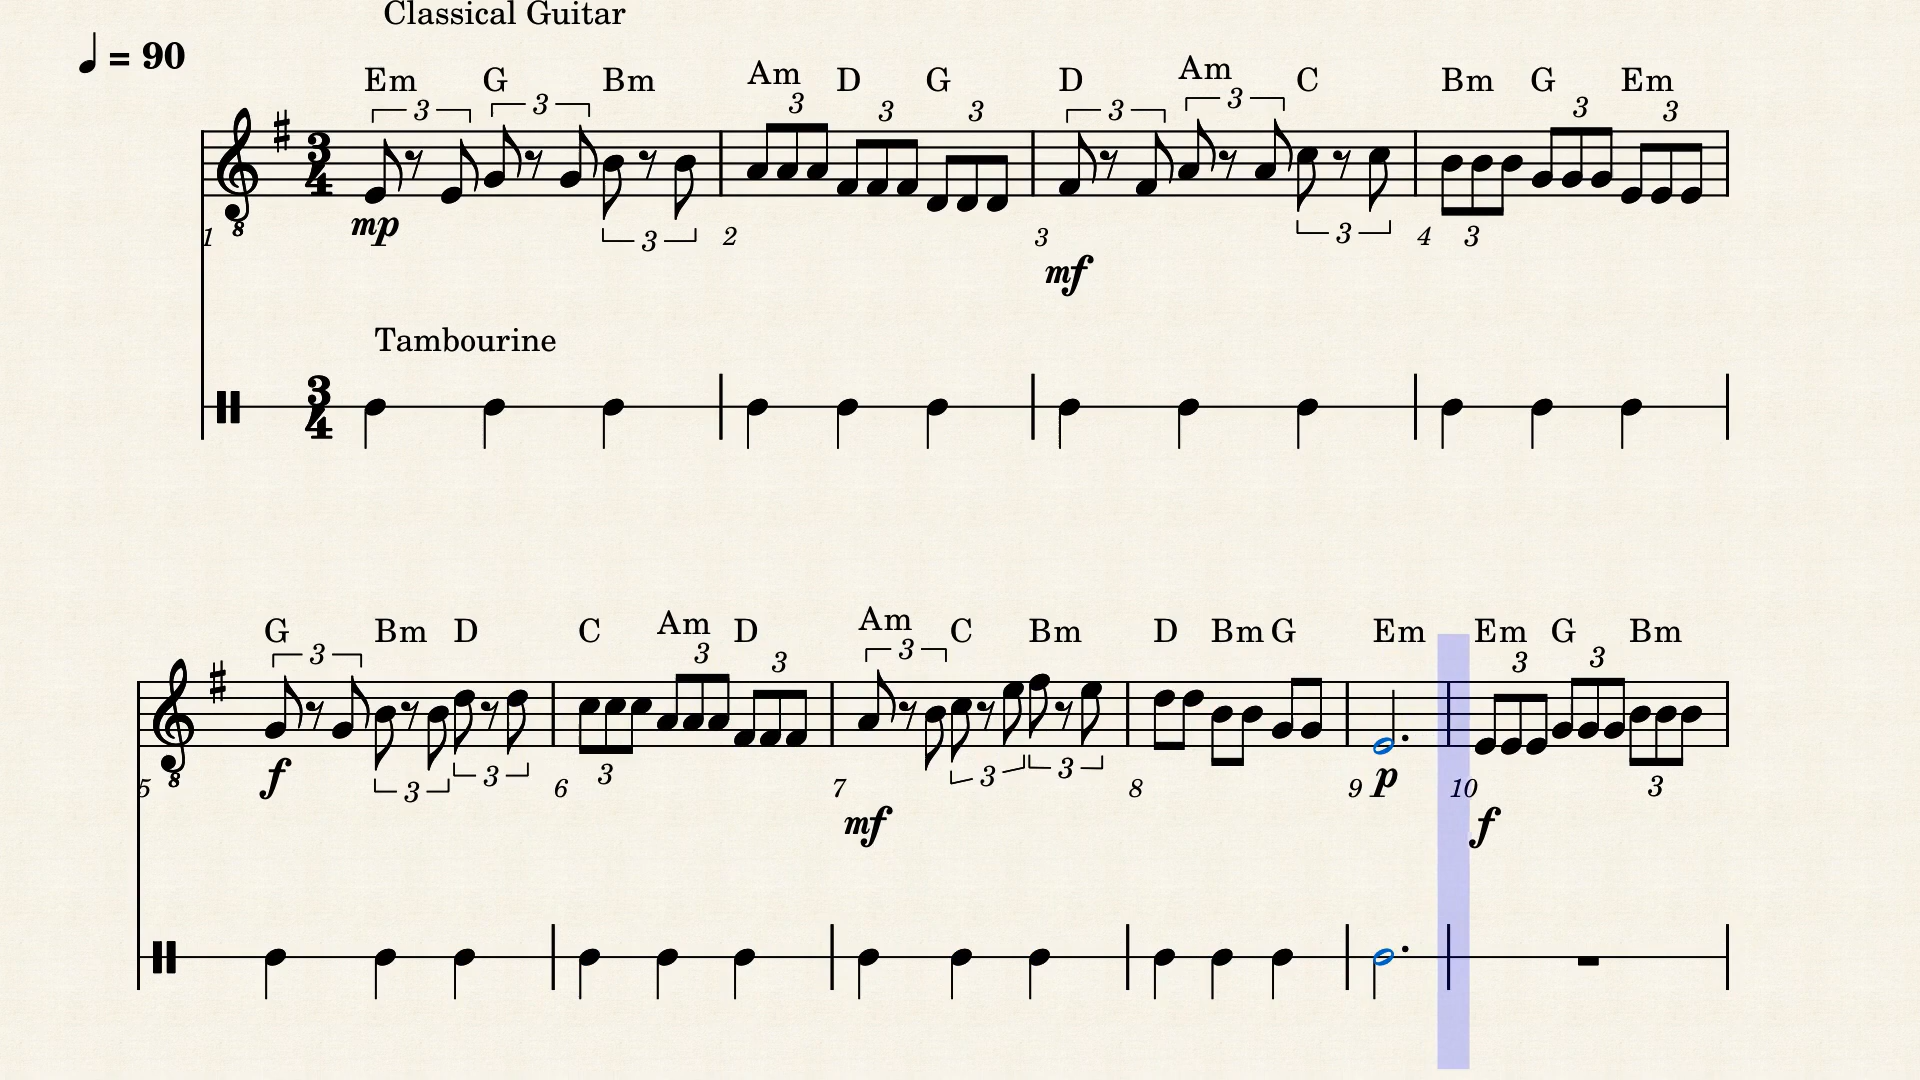 Classical Guitar
= 90
Em G Bm Am D G D Am C Bm G Em
3 3 3 3 3 3 3 3 3 3
3
4
8
3 3 3
1 2 3 4
mp
mf
Tambourine
3
4
G Bm D C Am D Am C Bm D Bm G Em Em G Bm
3 3 3 3 3 3
8
3 3 3 3 3 3
5 6 7 8 9 10
f p
mf f